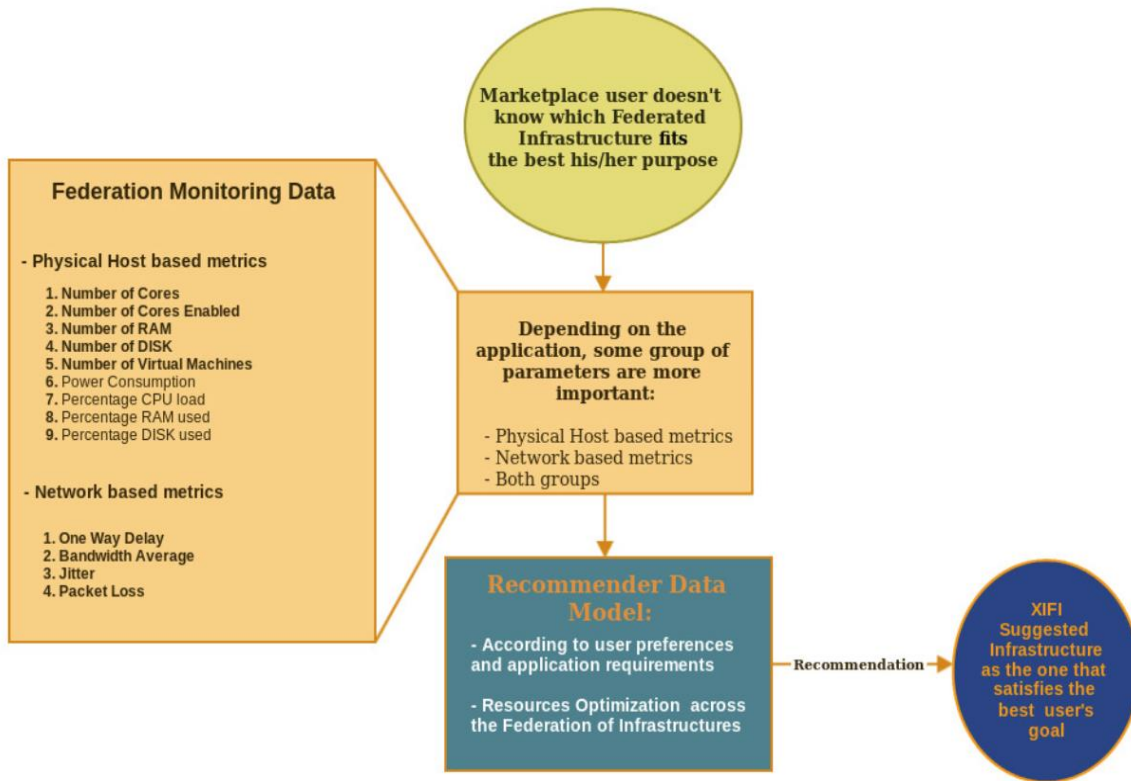 Marketplace user doesn't
know which Federated
Infrastructure fits
the best his/her purpose
Federation Monitoring Data
- Physical Host based metrics
1. Number of Cores
2. Number of Cores Enabled
3. Number of RAM
4. Number of DISK
5. Number of Virtual Machines
6. Power Consumption
7. Percentage CPU load
8. Percentage RAM used
9. Percentage DISK used
- Network based metrics
1. One Way Delay
2. Bandwidth Average
3. Jitter
4. Packet Loss
Depending on the
application, some group of
parameters are more
important:
- Physical Host based metrics
- Network based metrics
- Both groups
Recommender Data
Model:
- According to user preferences
and application requirements
- Resources Optimization across
the Federation of Infrastructures
Recommendation
XIFI
Suggested
Infrastructure
as the one that
satisfies the
best user's
goal